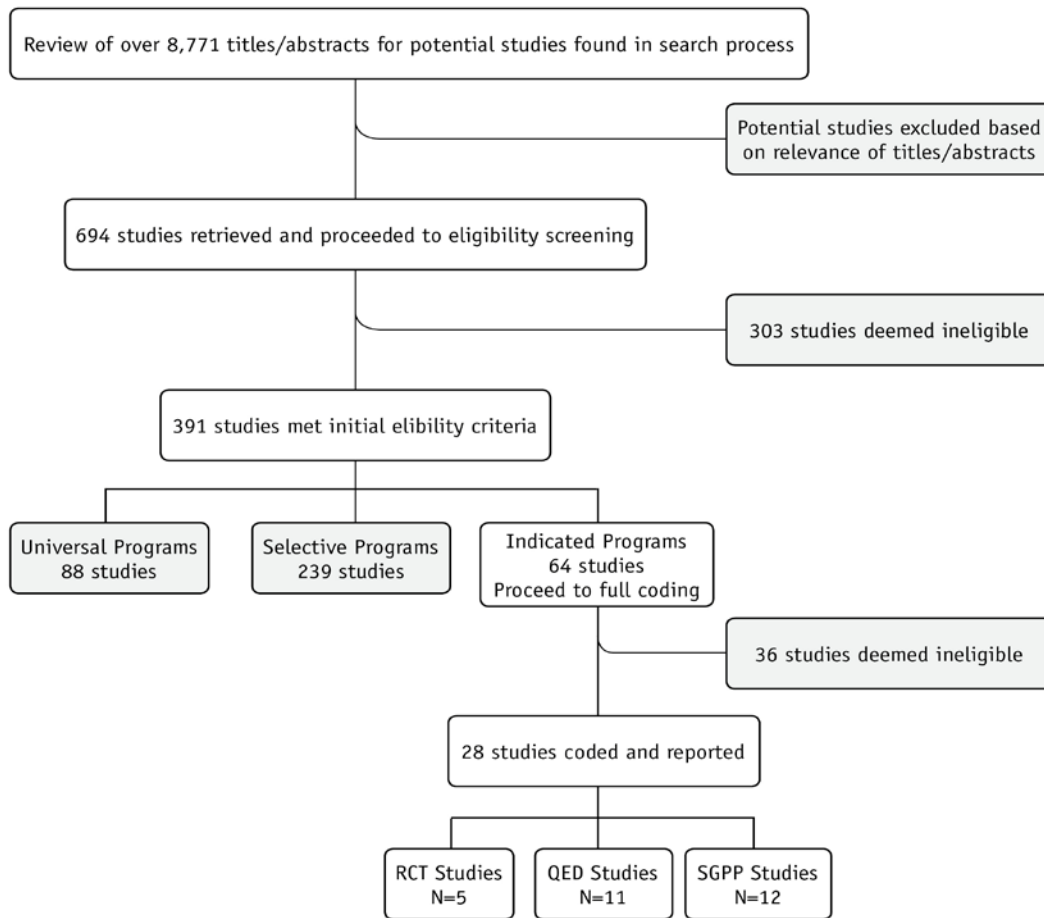 Review of over 8,771 titles/abstracts for potential studies found in search process
Potential studies excluded based
on relevance of titles/abstracts
694 studies retrieved and proceeded to eligibility screening
303 studies deemed ineligible
391 studies met initial elibility criteria
Universal Programs
88 studies
Selective Programs
239 studies
Indicated Programs
64 studies
Proceed to full coding
36 studies deemed ineligible
28 studies coded and reported
RCT Studies
N=5
QED Studies
N=11
SGPP Studies
N=12